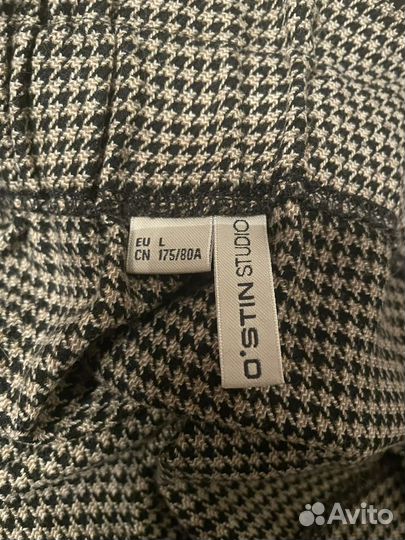 EU L
CN 175/80A
O'STIN STUDIO
Avito